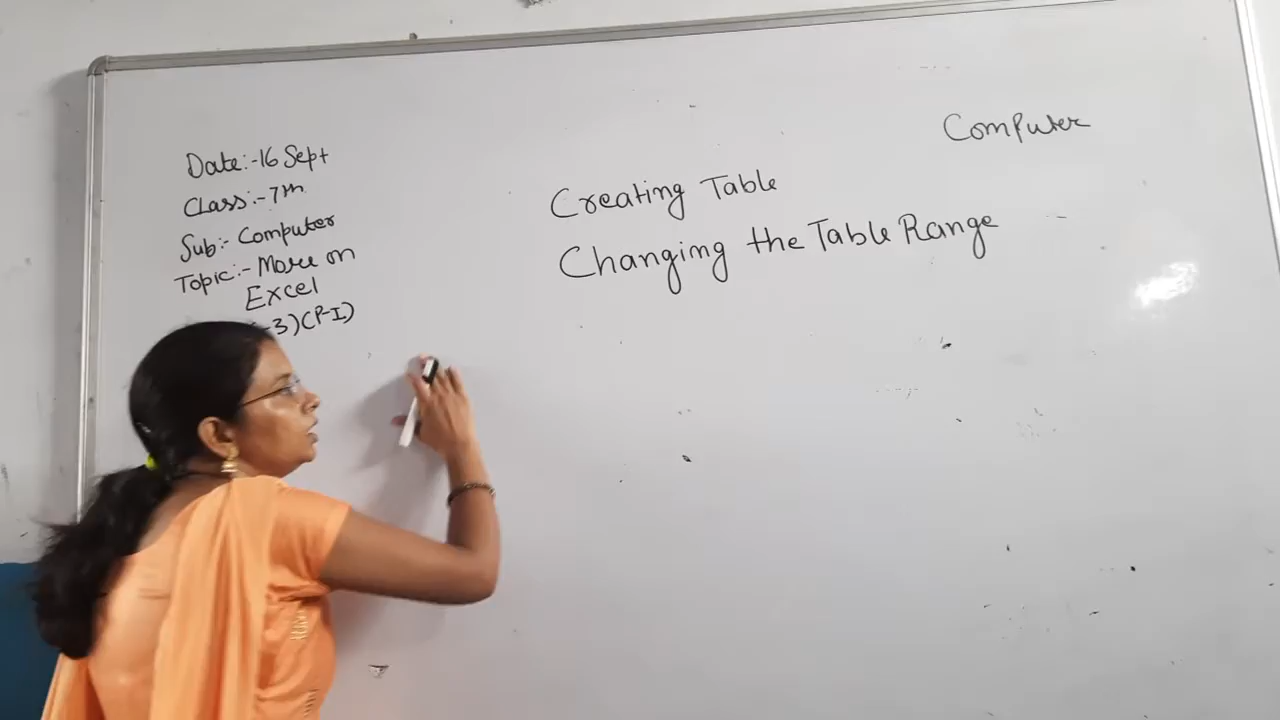 Date:-16 Sept
Class:-7th
Sub:- Computer
Topic:- More on
Excel
-3)(P-I)
Computer
Creating Table
Changing the Table Range